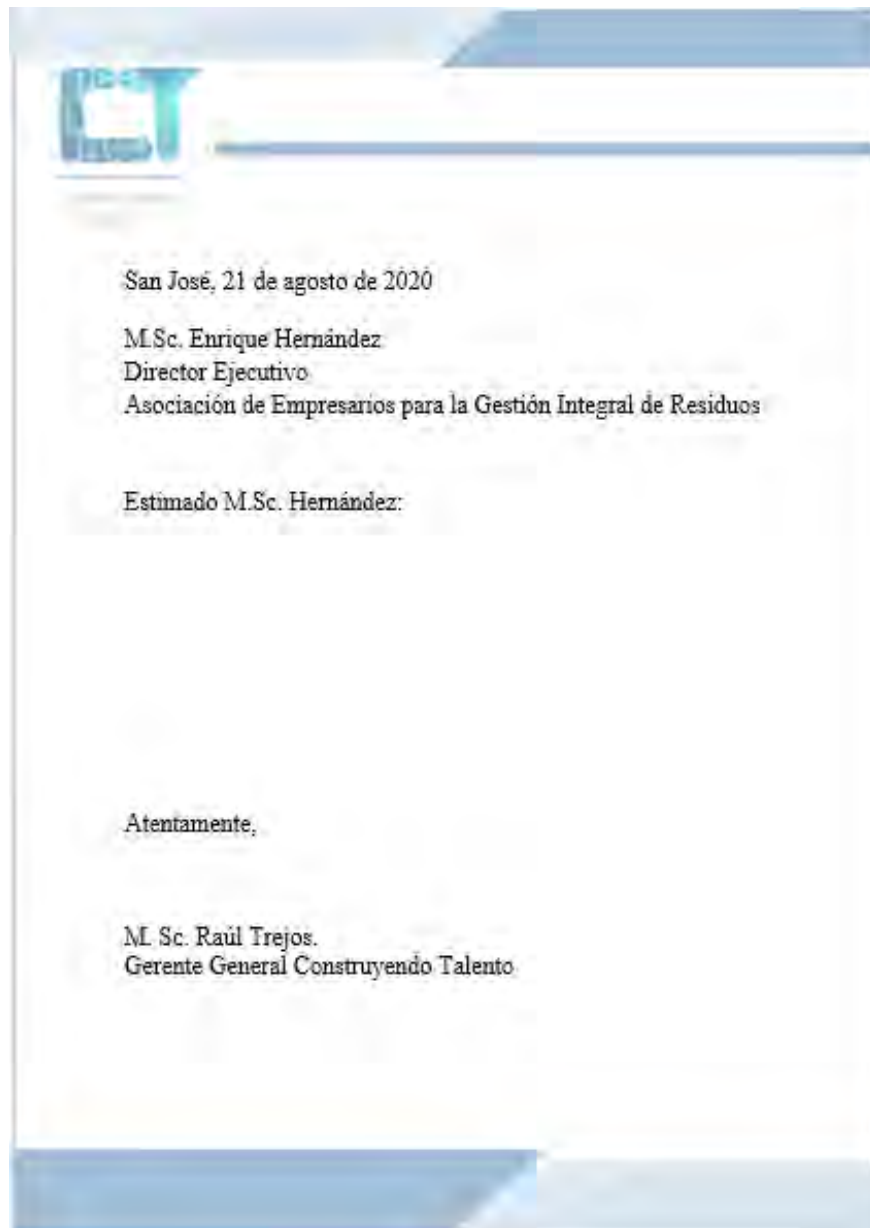 CT
San José, 21 de agosto de 2020
M.Sc. Enrique Hernández
Director Ejecutivo
Asociación de Empresarios para la Gestión Integral de Residuos
Estimado M.Sc. Hernández:
Atentamente,
M. Sc. Raúl Trejos.
Gerente General Construyendo Talento